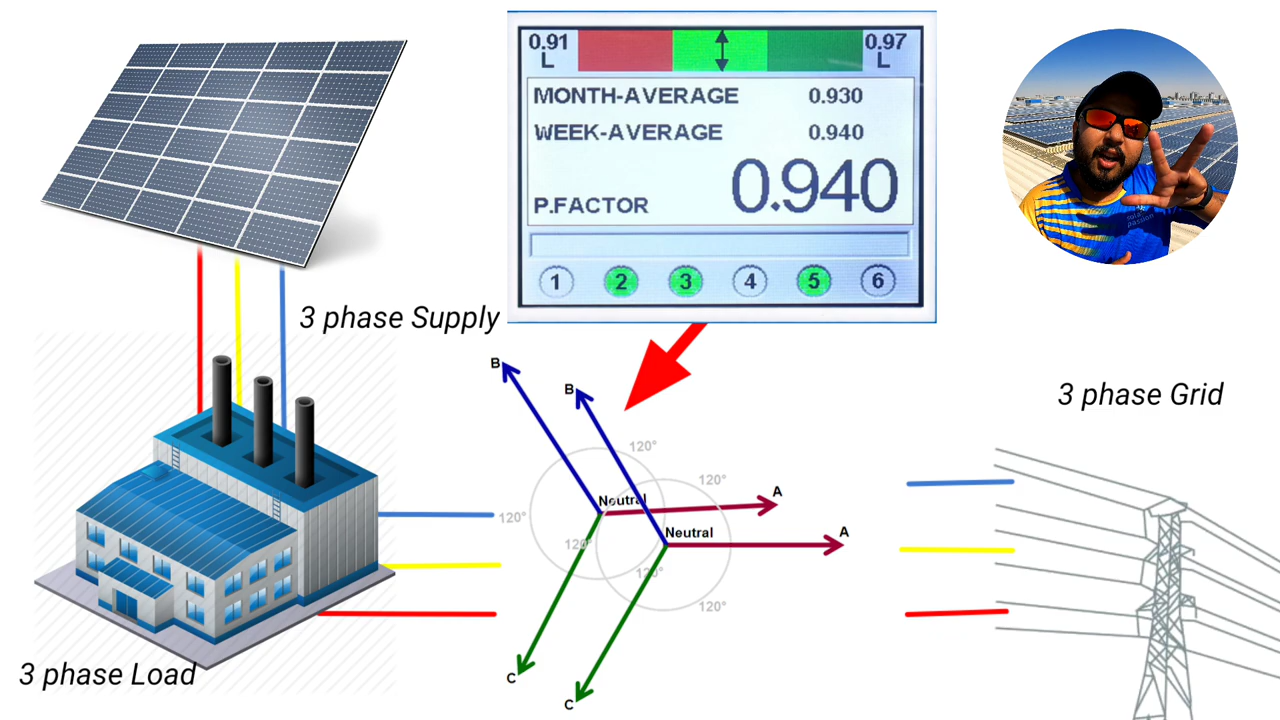 0.91
L
0.97
L
MONTH-AVERAGE 0.930
WEEK-AVERAGE 0.940
P.FACTOR 0.940
1 2 3 4 5 6
solar
passion
3 phase Supply
3 phase Grid
B
B
120°
120°
A
Neutral
120°
Neutral
A
120°
120°
120°
C
C
3 phase Load